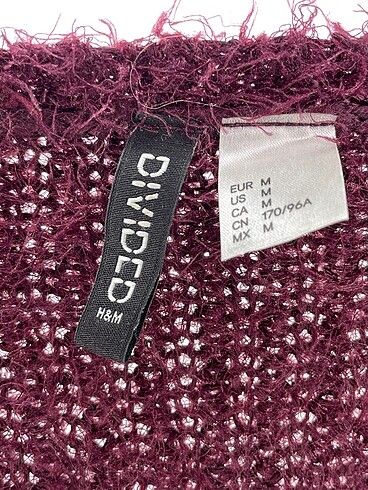 DIVIDED
H&M
EUR M
US M
CA M
CN 170/96A
MX M